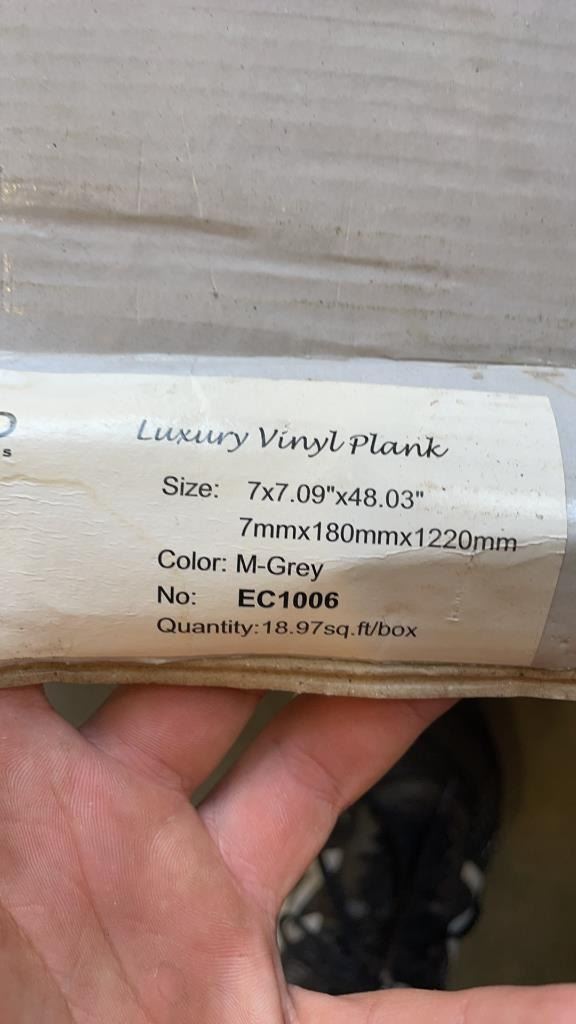 Luxury Vinyl Plank
Size: 7x7.09"x48.03"
7mmx180mmx1220mm
Color: M-Grey
No: EC1006
Quantity:18.97sq.ft/box